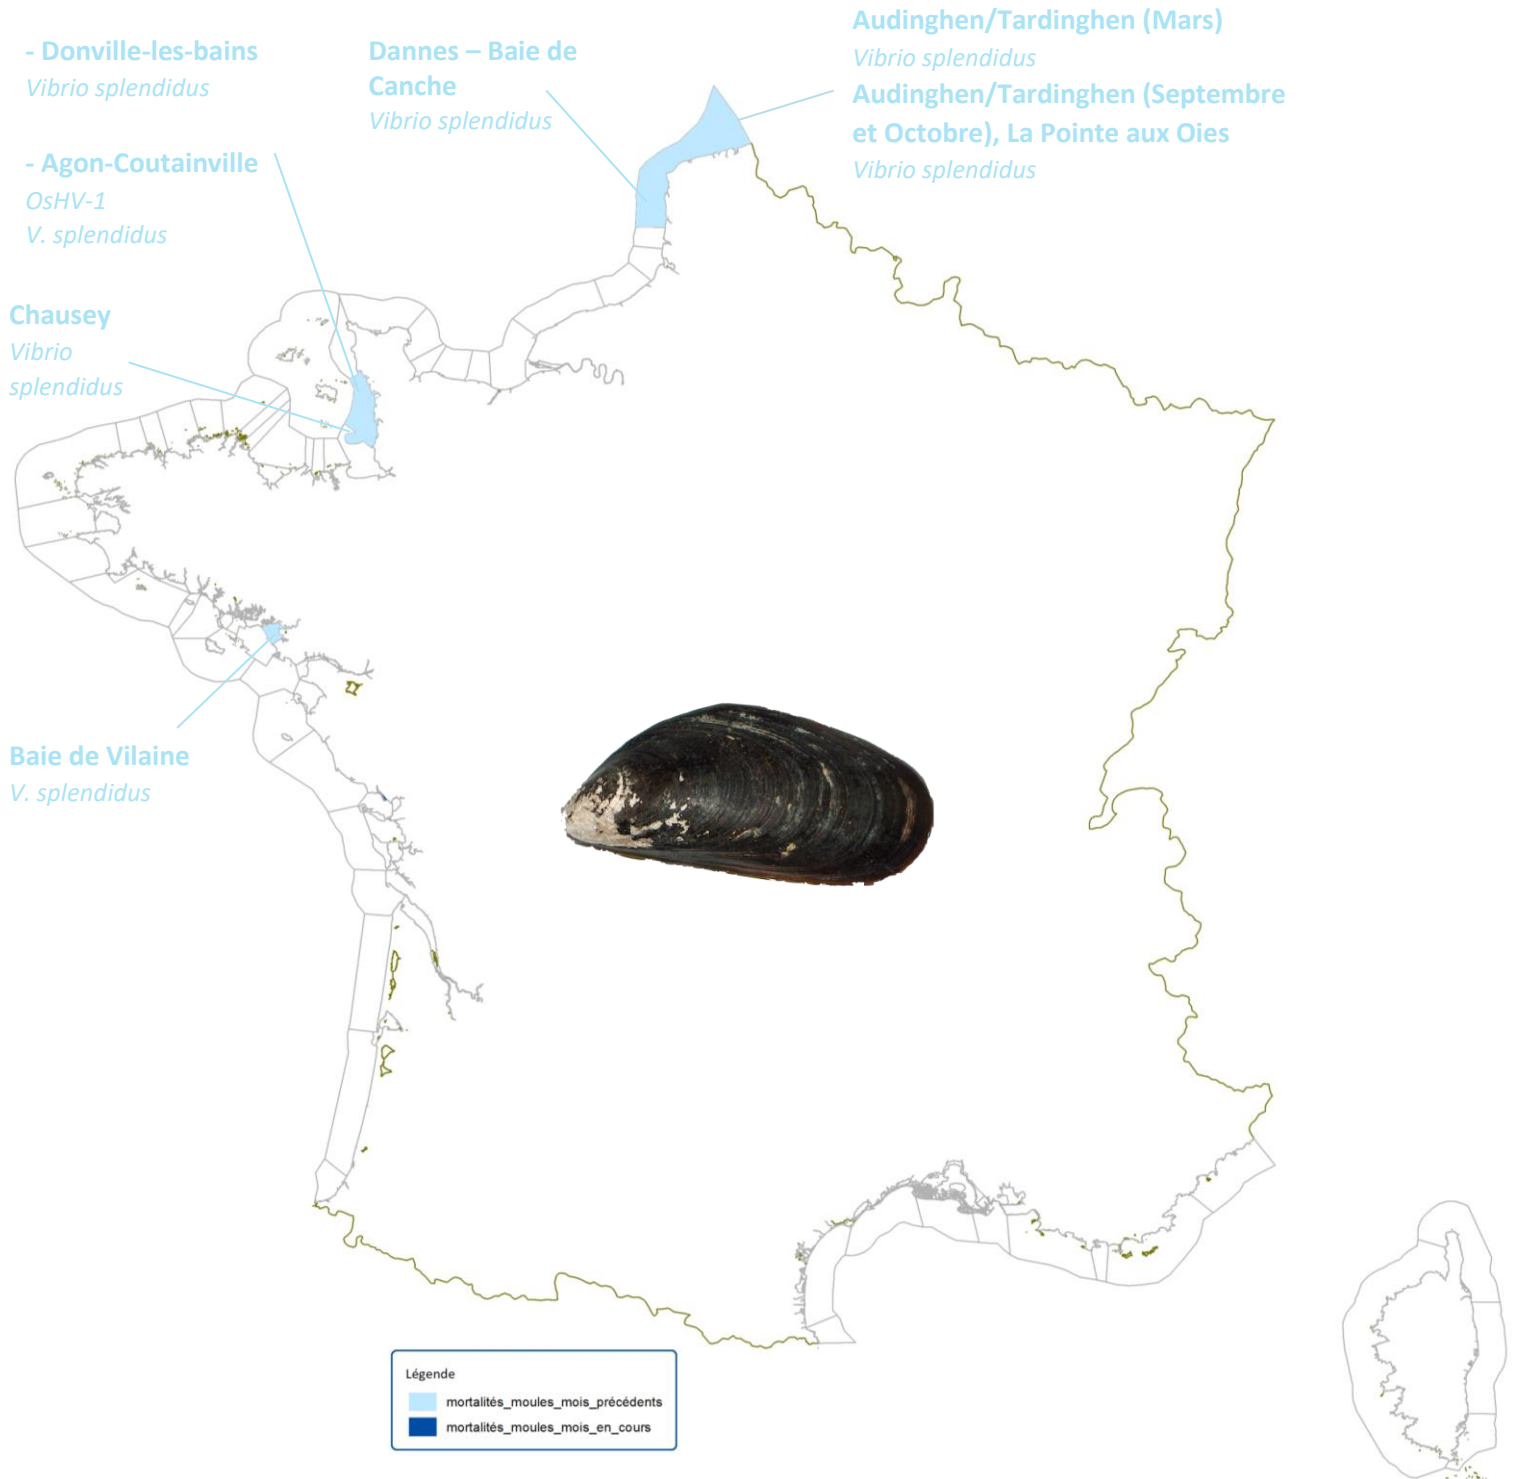 - Donville-les-bains
Vibrio splendidus
- Agon-Coutainville
OsHV-1
V. splendidus
Chausey
Vibrio
splendidus
Baie de Vilaine
V. splendidus
Dannes – Baie de
Canche
Vibrio splendidus
Audinghen/Tardinghen (Mars)
Vibrio splendidus
Audinghen/Tardinghen (Septembre
et Octobre), La Pointe aux Oies
Vibrio splendidus
Légende
mortalités_moules_mois_précédents
mortalités_moules_mois_en_cours